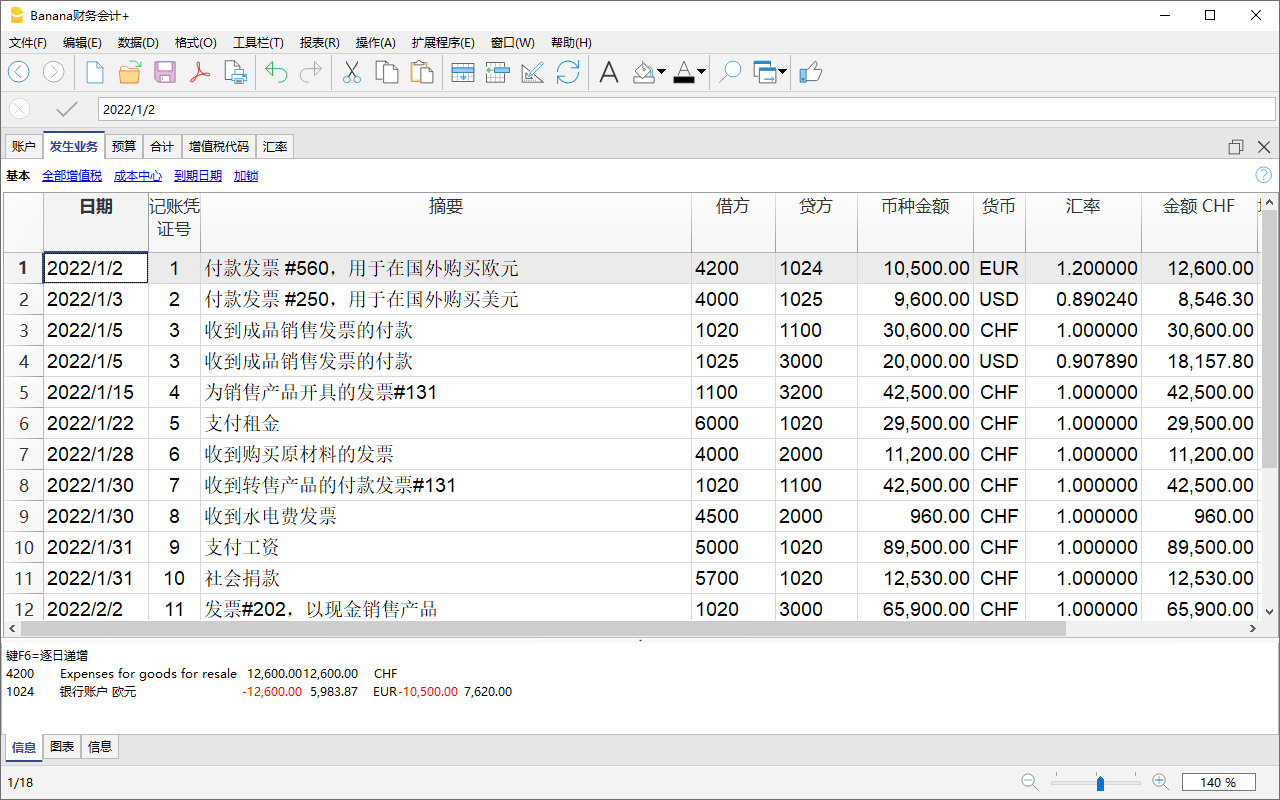 Banana财务会计+
文件(F) 编辑(E) 数据(D) 格式(O) 工具栏(T) 报表(R) 操作(A) 扩展程序(E) 窗口(W) 帮助(H)
2022/1/2
账户 发生业务 预算 合计 增值税代码 汇率
基本 全部增值税 成本中心 到期日期 加锁
日期 记账凭证号 摘要 借方 贷方 币种金额 货币 汇率 金额 CHF
1 2022/1/2 1 付款发票 #560，用于在国外购买欧元 4200 1024 10,500.00 EUR 1.200000 12,600.00
2 2022/1/3 2 付款发票 #250，用于在国外购买美元 4000 1025 9,600.00 USD 0.890240 8,546.30
3 2022/1/5 3 收到成品销售发票的付款 1020 1100 30,600.00 CHF 1.000000 30,600.00
4 2022/1/5 3 收到成品销售发票的付款 1025 3000 20,000.00 USD 0.907890 18,157.80
5 2022/1/15 4 为销售产品开具的发票#131 1100 3200 42,500.00 CHF 1.000000 42,500.00
6 2022/1/22 5 支付租金 6000 1020 29,500.00 CHF 1.000000 29,500.00
7 2022/1/28 6 收到购买原材料的发票 4000 2000 11,200.00 CHF 1.000000 11,200.00
8 2022/1/30 7 收到转售产品的付款发票#131 1020 1100 42,500.00 CHF 1.000000 42,500.00
9 2022/1/30 8 收到水电费发票 4500 2000 960.00 CHF 1.000000 960.00
10 2022/1/31 9 支付工资 5000 1020 89,500.00 CHF 1.000000 89,500.00
11 2022/1/31 10 社会捐款 5700 1020 12,530.00 CHF 1.000000 12,530.00
12 2022/2/2 11 发票#202，以现金销售产品 1020 3000 65,900.00 CHF 1.000000 65,900.00
键F6=逐日递增
4200 Expenses for goods for resale 12,600.00 12,600.00 CHF
1024 银行账户 欧元 -12,600.00 5,983.87 EUR -10,500.00 7,620.00
信息 图表 信息
1/18 140 %